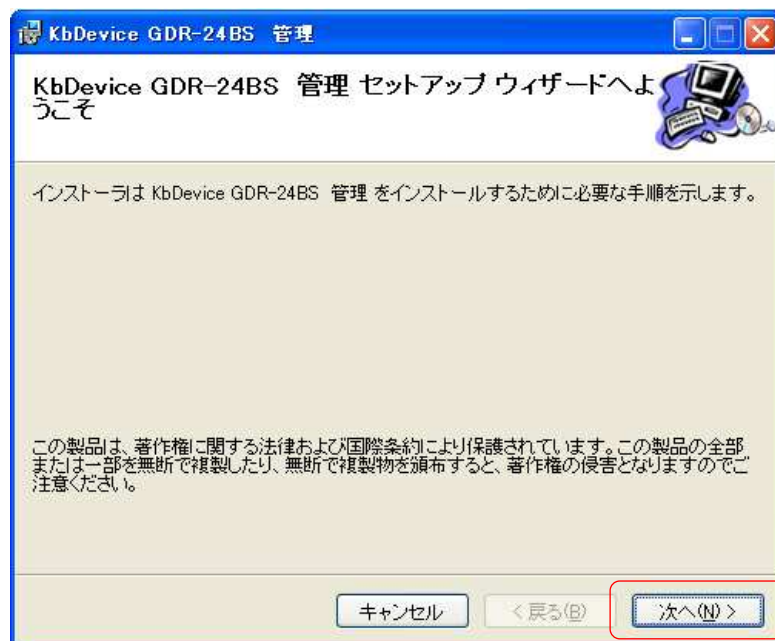 KbDevice GDR-24BS 管理
KbDevice GDR-24BS 管理 セットアップ ウィザードへよ
うこそ
インストーラは KbDevice GDR-24BS 管理 をインストールするために必要な手順を示します。
この製品は、著作権に関する法律および国際条約により保護されています。この製品の全部
または一部を無断で複製したり、無断で複製物を頒布すると、著作権の侵害となりますのでご
注意ください。
キャンセル
< 戻る(B)
次へ(N) >